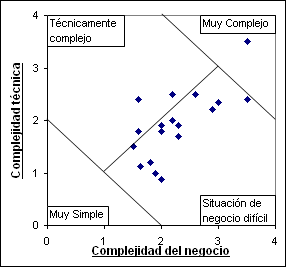 4
Técnicamente
complejo
Muy Complejo
3
Complejidad técnica
2
1
Muy Simple
Situación de
negocio difícil
0
0 1 2 3 4
Complejidad del negocio